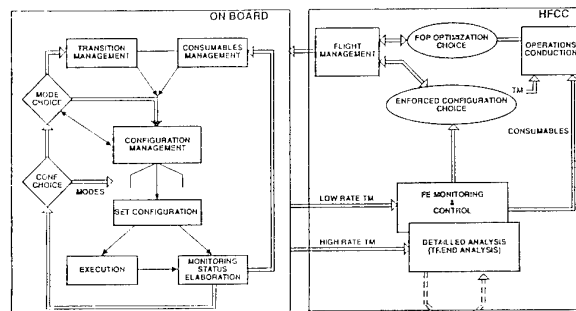 ON BOARD
HFCC
TRANSITION
MANAGEMENT
CONSUMABLES
MANAGEMENT
MODE
CHOICE
CONFIGURATION
MANAGEMENT
CONF
CHOICE
MODES
SET CONFIGURATION
EXECUTION
MONITORING
STATUS
ELABORATION
FLIGHT
MANAGEMENT
FOP OPTIMIZATION
CHOICE
OPERATIONS
CONDUCTION
TM
ENFORCED CONFIGURATION
CHOICE
CONSUMABLES
LOW RATE TM
FE MONITORING
&
CONTROL
HIGH RATE TM
DETAILLED ANALYSIS
(TREND ANALYSIS)